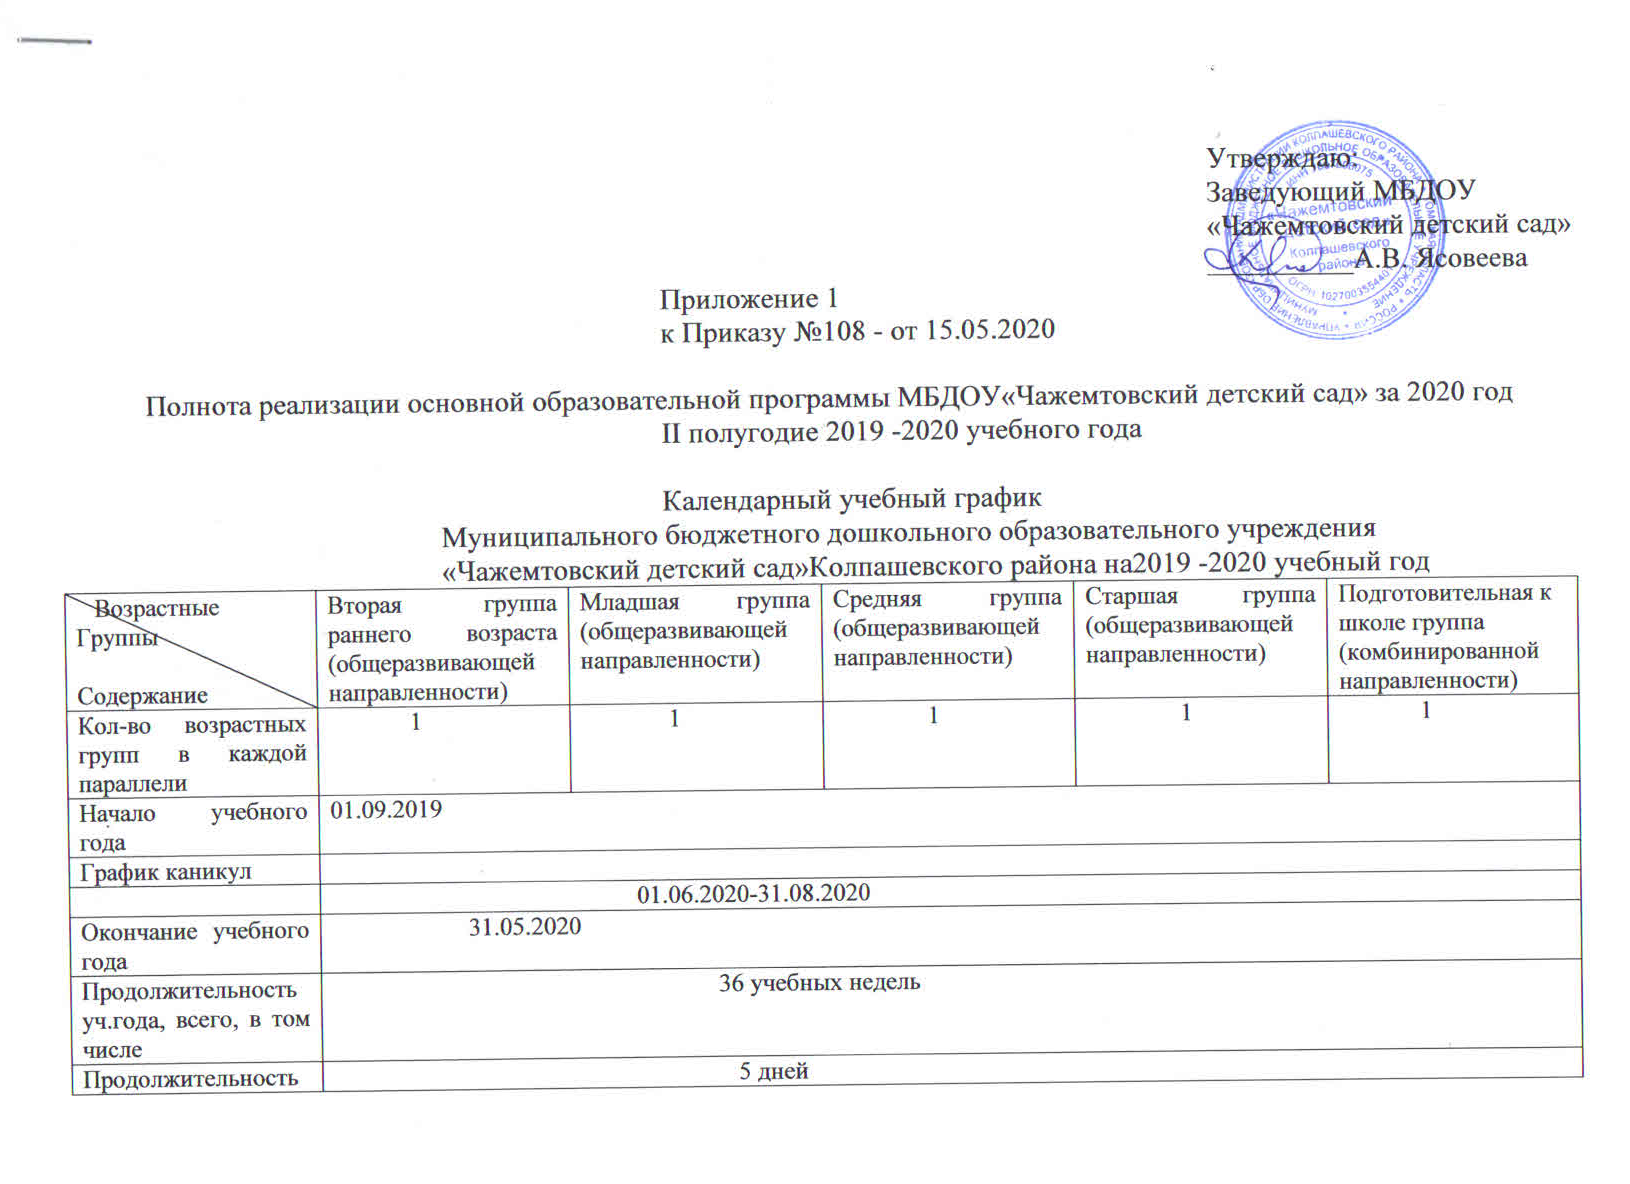 Утверждаю:
Заведующий МБДОУ
«Чажемтовский детский сад»
А.В. Ясовеева
Приложение 1
к Приказу №108 - от 15.05.2020
Полнота реализации основной образовательной программы МБДОУ«Чажемтовский детский сад» за 2020 год
II полугодие 2019 -2020 учебного года
Календарный учебный график
Муниципального бюджетного дошкольного образовательного учреждения
«Чажемтовский детский сад»Колпашевского района на2019 -2020 учебный год
Возрастные
Группы
Содержание
Вторая группа
раннего возраста
(общеразвивающей
направленности)
Младшая группа
(общеразвивающей
направленности)
Средняя группа
(общеразвивающей
направленности)
Старшая группа
(общеразвивающей
направленности)
Подготовительная к
школе группа
(комбинированной
направленности)
Кол-во возрастных
групп в каждой
параллели
1
1
1
1
1
Начало учебного
года
01.09.2019
График каникул
01.06.2020-31.08.2020
Окончание учебного
года
31.05.2020
Продолжительность
уч.года, всего, в том
числе
36 учебных недель
Продолжительность
5 дней
«Чажемтовский
детский сад»
Колпашевского
района